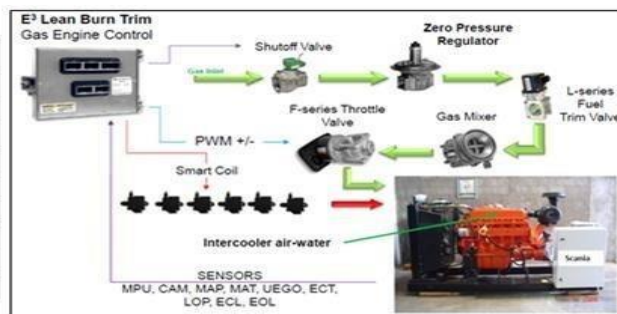 E³ Lean Burn Trim
Gas Engine Control
Shutoff Valve
Zero Pressure
Regulator
Gas Inlet
L-series
Fuel
Trim Valve
F-series Throttle
Valve
Gas Mixer
PWM +/-
Smart Coil
Intercooler air-water
Scania
SENSORS
MPU, CAM, MAP, MAT, UEGO, ECT,
LOP, ECL, EOL